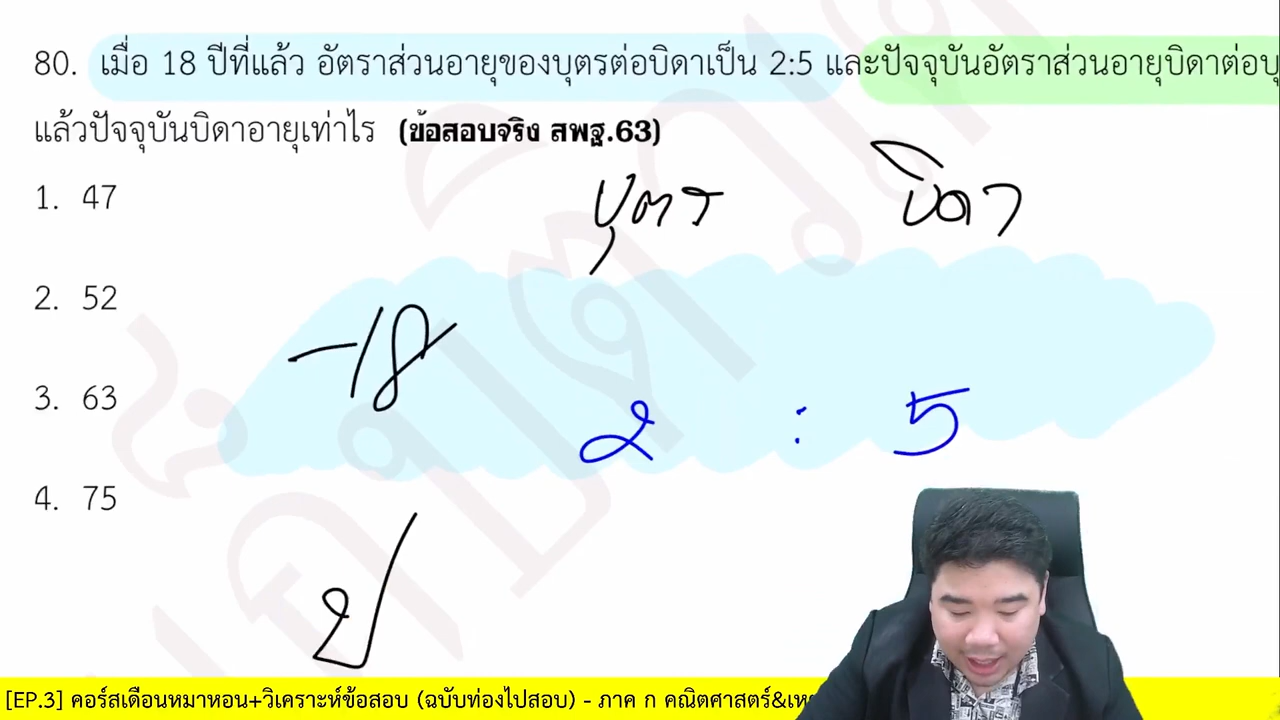 80. เมื่อ 18 ปีที่แล้ว อัตราส่วนอายุของบุตรต่อบิดาเป็น 2:5 และปัจจุบันอัตราส่วนอายุบิดาต่อบุ
แล้วปัจจุบันบิดาอายุเท่าไร (ข้อสอบจริง สพฐ.63)
1. 47
บุตร บิดา
2. 52
-18
3. 63
2 : 5
4. 75
ป
[EP.3] คอร์สเดือนหมาหอน+วิเคราะห์ข้อสอบ (ฉบับท่องไปสอบ) - ภาค ก คณิตศาสตร์&เห